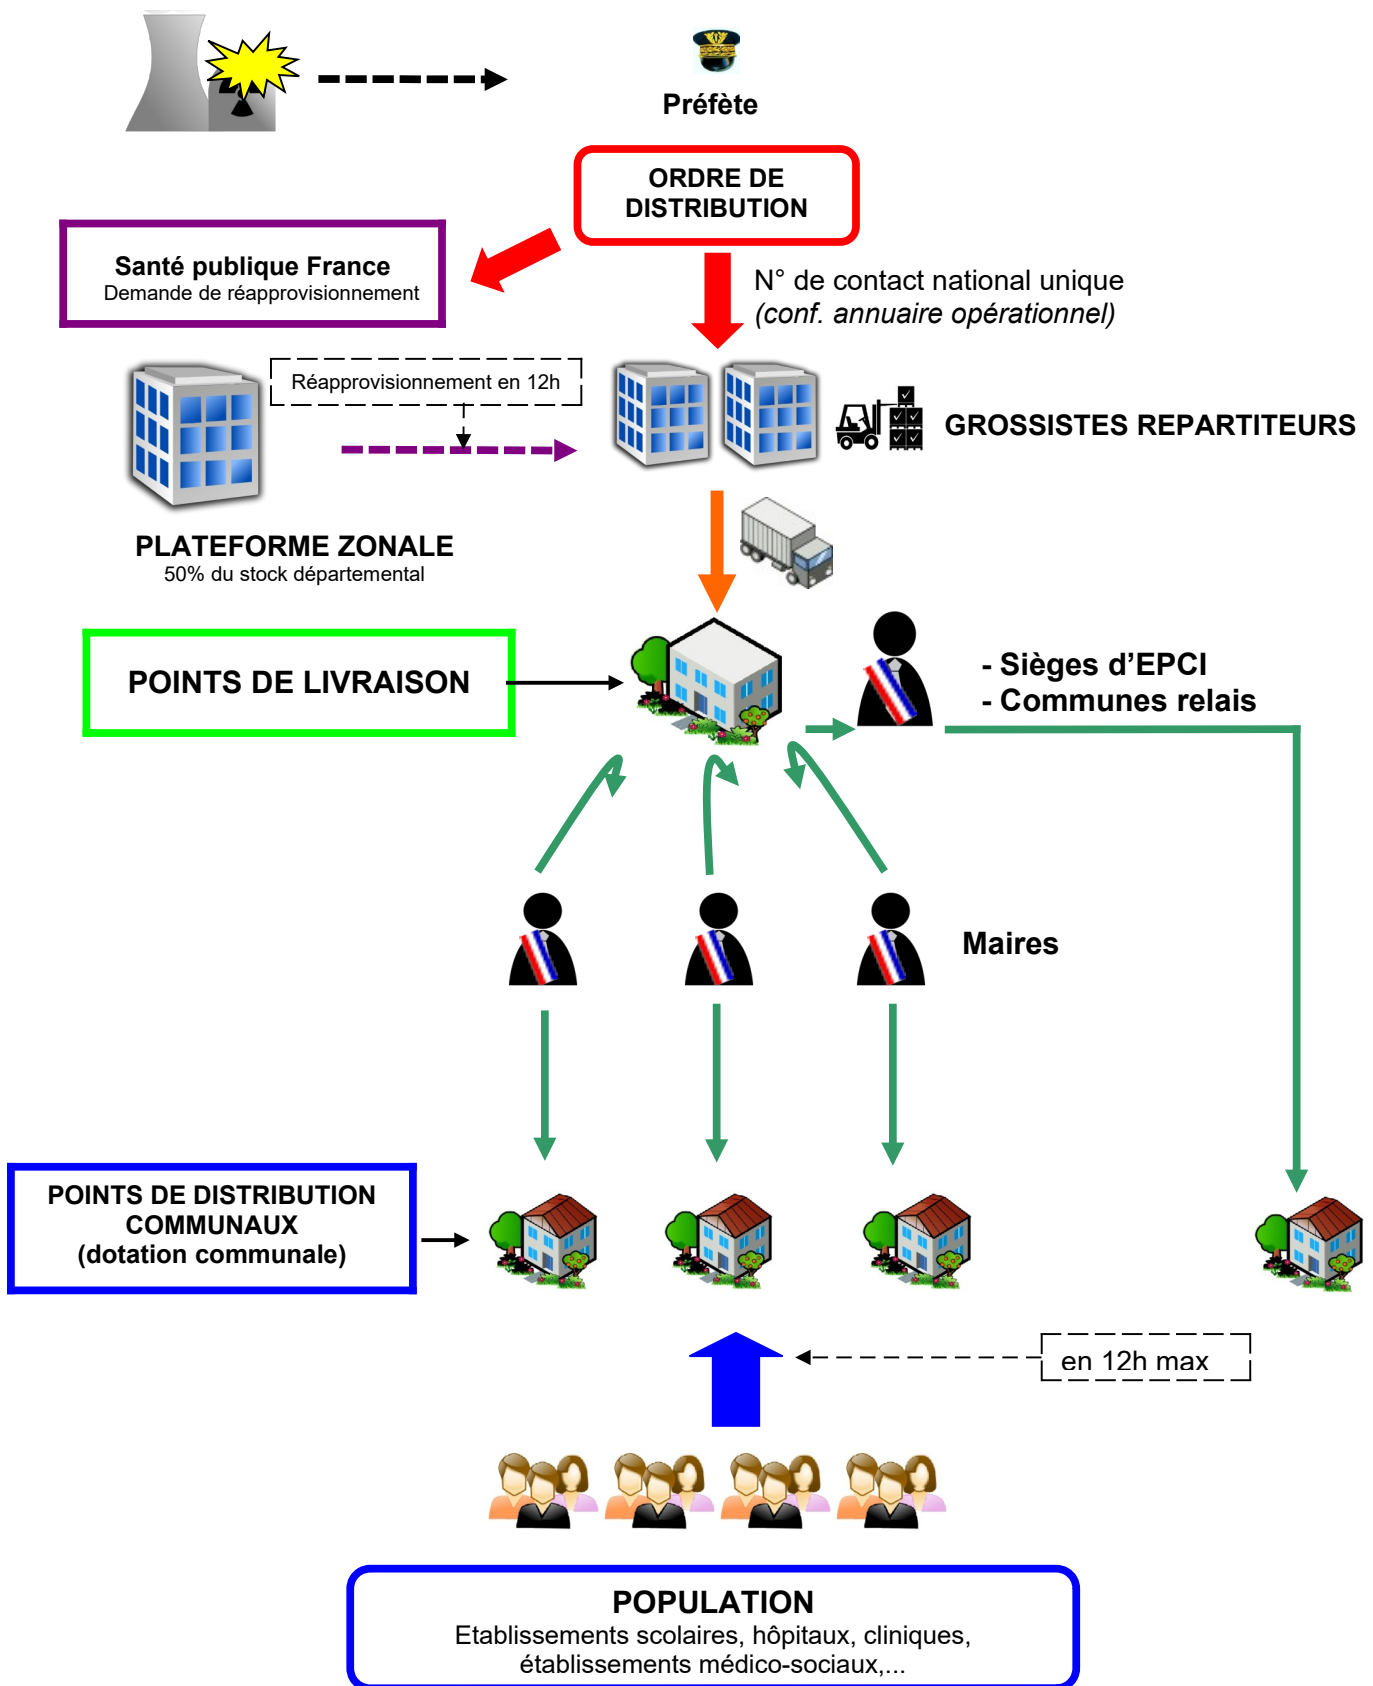 Préfète
ORDRE DE
DISTRIBUTION
Santé publique France
Demande de réapprovisionnement
N° de contact national unique
(conf. annuaire opérationnel)
Réapprovisionnement en 12h
GROSSISTES REPARTITEURS
PLATEFORME ZONALE
50% du stock départemental
POINTS DE LIVRAISON
- Sièges d’EPCI
- Communes relais
Maires
POINTS DE DISTRIBUTION
COMMUNAUX
(dotation communale)
en 12h max
POPULATION
Etablissements scolaires, hôpitaux, cliniques,
établissements médico-sociaux,...